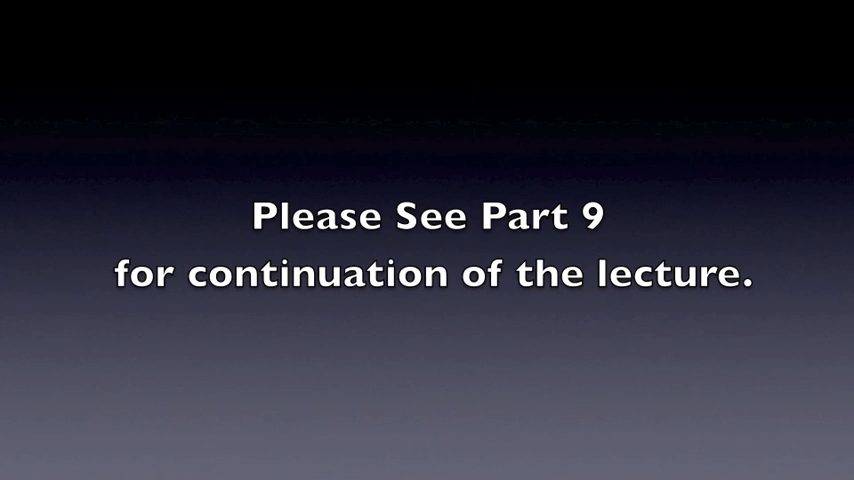 Please See Part 9
for continuation of the lecture.